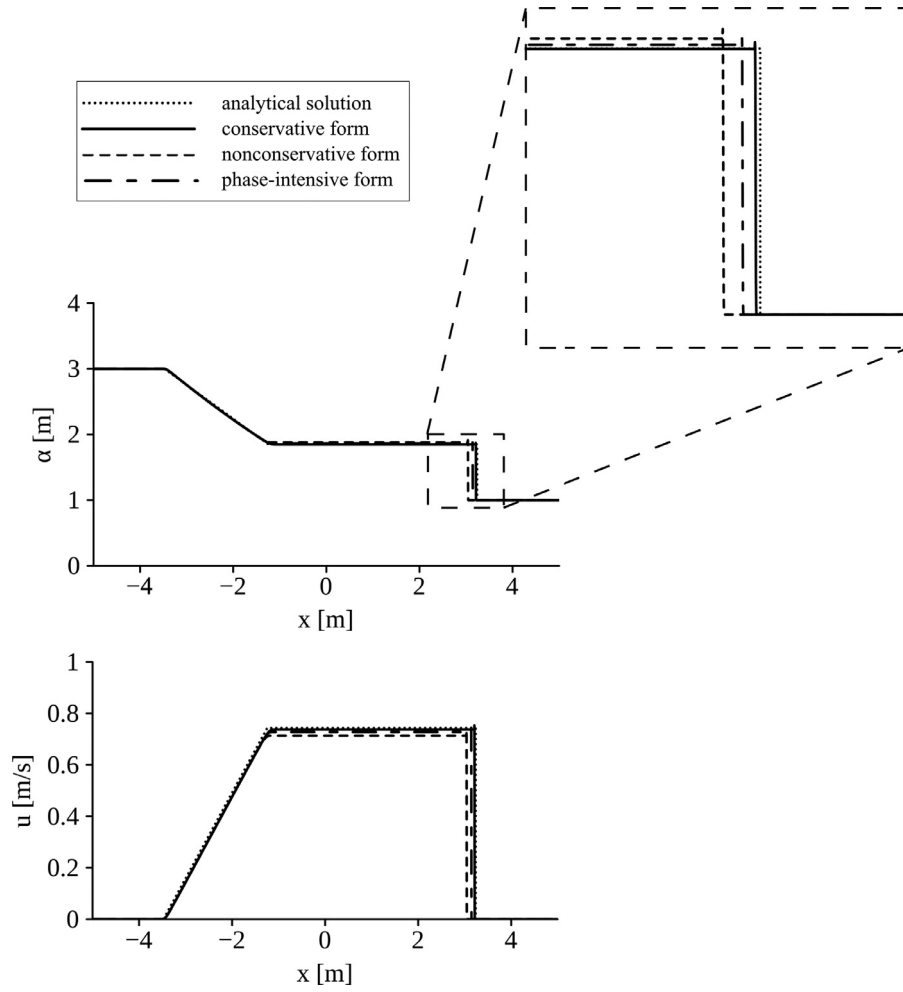 analytical solution
conservative form
nonconservative form
phase-intensive form
4
3
2
1
0
α [m]
−4 −2 0 2 4
x [m]
1
0.8
0.6
0.4
0.2
0
u [m/s]
−4 −2 0 2 4
x [m]